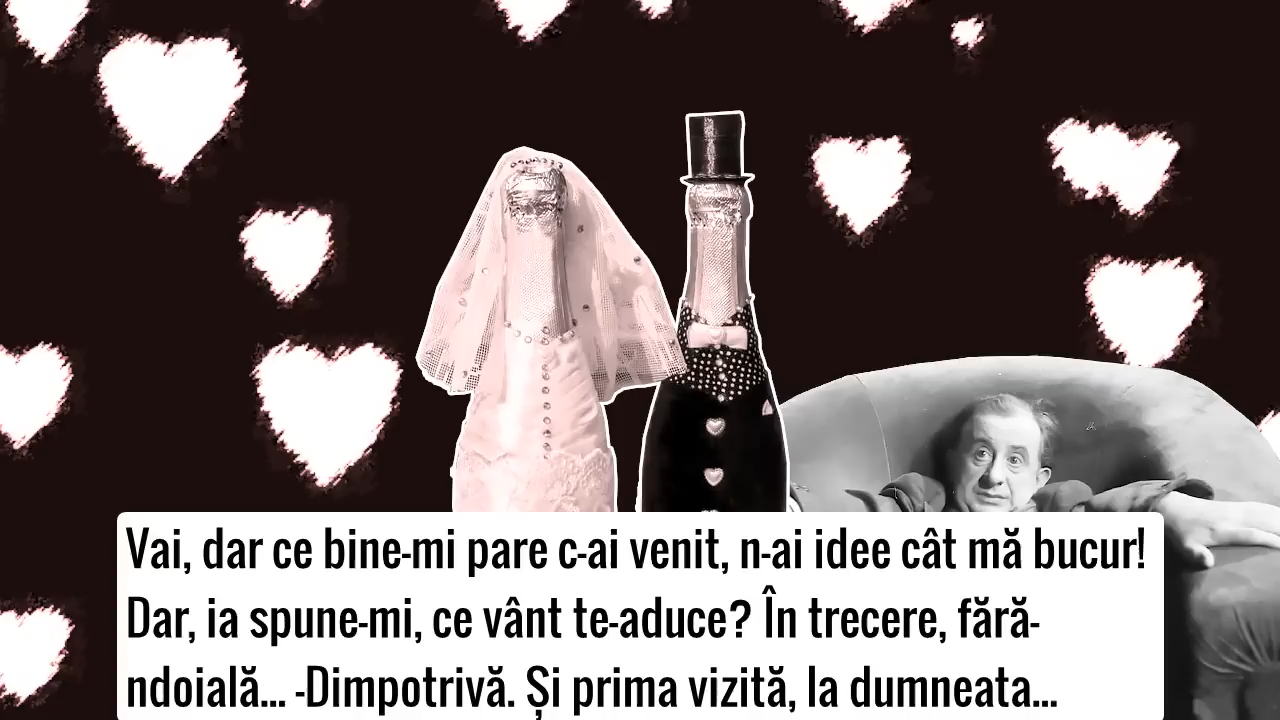 Vai, dar ce bine-mi pare c-ai venit, n-ai idee cât mă bucur!
Dar, ia spune-mi, ce vânt te-aduce? În trecere, fără-
ndoială... -Dimpotrivă. Și prima vizită, la dumneata...